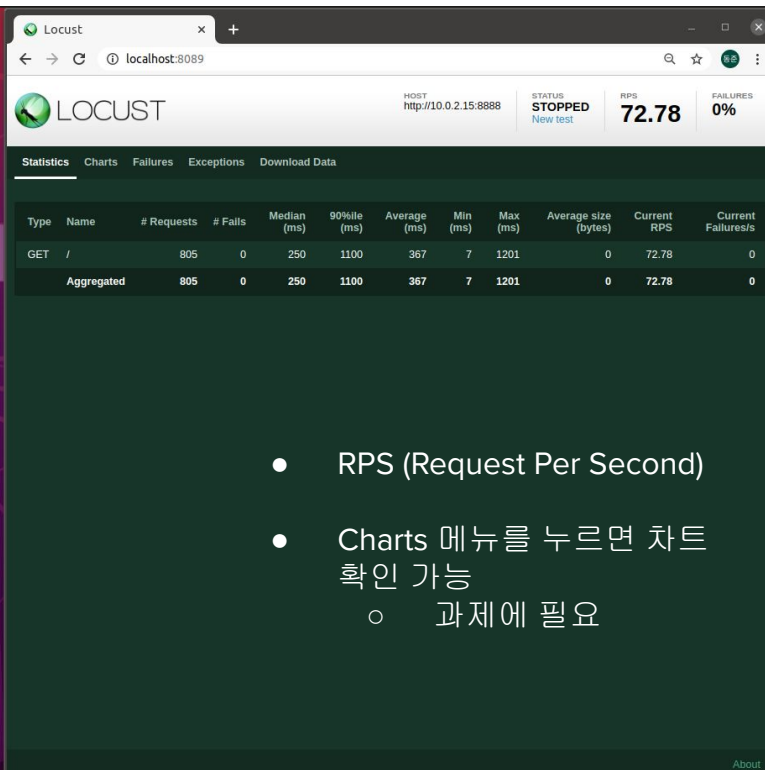 Locust
localhost:8089
동준
LOCUST
HOST
http://10.0.2.15:8888
STATUS
STOPPED
New test
RPS
72.78
FAILURES
0%
Statistics Charts Failures Exceptions Download Data
Type Name # Requests # Fails Median (ms) 90%ile (ms) Average (ms) Min (ms) Max (ms) Average size (bytes) Current RPS Current Failures/s
GET / 805 0 250 1100 367 7 1201 0 72.78 0
Aggregated 805 0 250 1100 367 7 1201 0 72.78 0
● RPS (Request Per Second)
● Charts 메뉴를 누르면 차트
확인 가능
○ 과제에 필요
About